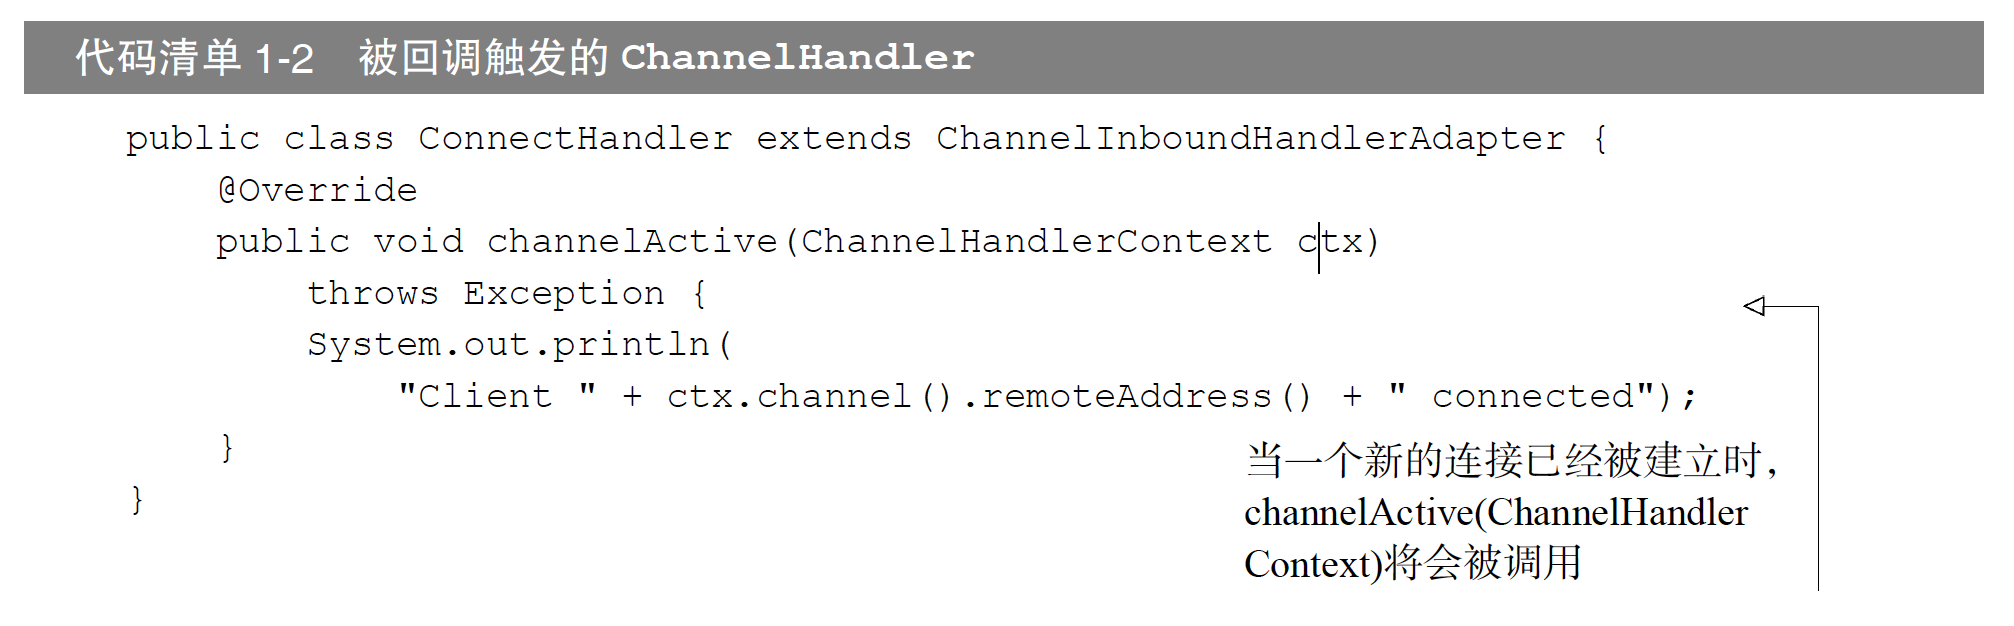 代码清单 1-2 被回调触发的 ChannelHandler
public class ConnectHandler extends ChannelInboundHandlerAdapter {
@Override
public void channelActive(ChannelHandlerContext ctx)
throws Exception {
System.out.println(
"Client " + ctx.channel().remoteAddress() + " connected");
}
}
当一个新的连接已经被建立时，
channelActive(ChannelHandler
Context)将会被调用